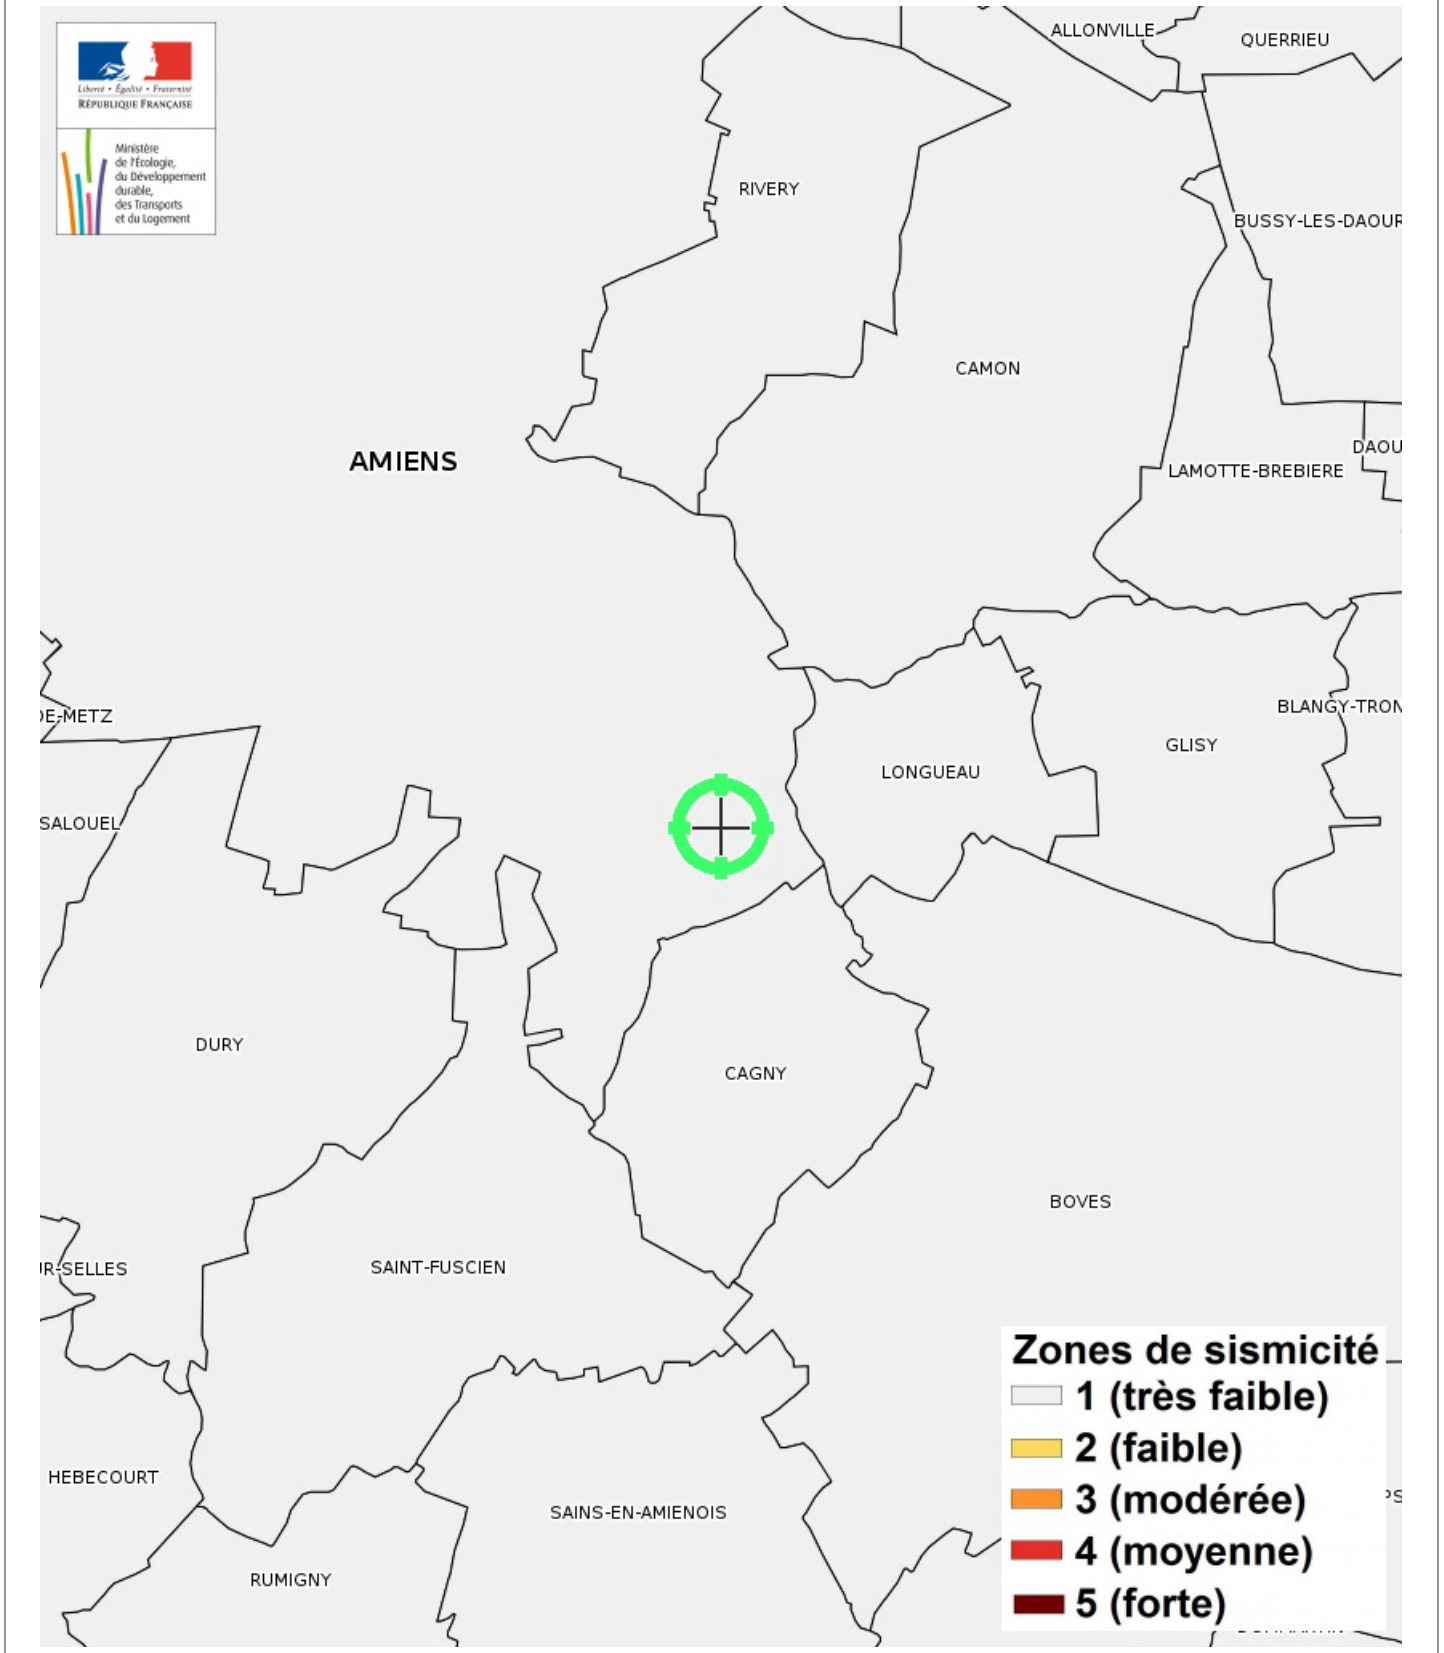 Liberté • Égalité • Fraternité
RÉPUBLIQUE FRANÇAISE
Ministère
de l'Écologie,
du Développement
durable,
des Transports
et du Logement
ALLONVILLE
QUERRIEU
RIVERY
BUSSY-LES-DAOUR
CAMON
DAOU
AMIENS
LAMOTTE-BREBIERE
DE-METZ
BLANGY-TRON
GLISY
LONGUEAU
SALOUEL
DURY
CAGNY
BOVES
SAINT-FUSCIEN
UR-SELLES
HEBECOURT
SAINS-EN-AMIENOIS
RUMIGNY
Zones de sismicité
1 (très faible)
2 (faible)
3 (modérée)
4 (moyenne)
5 (forte)